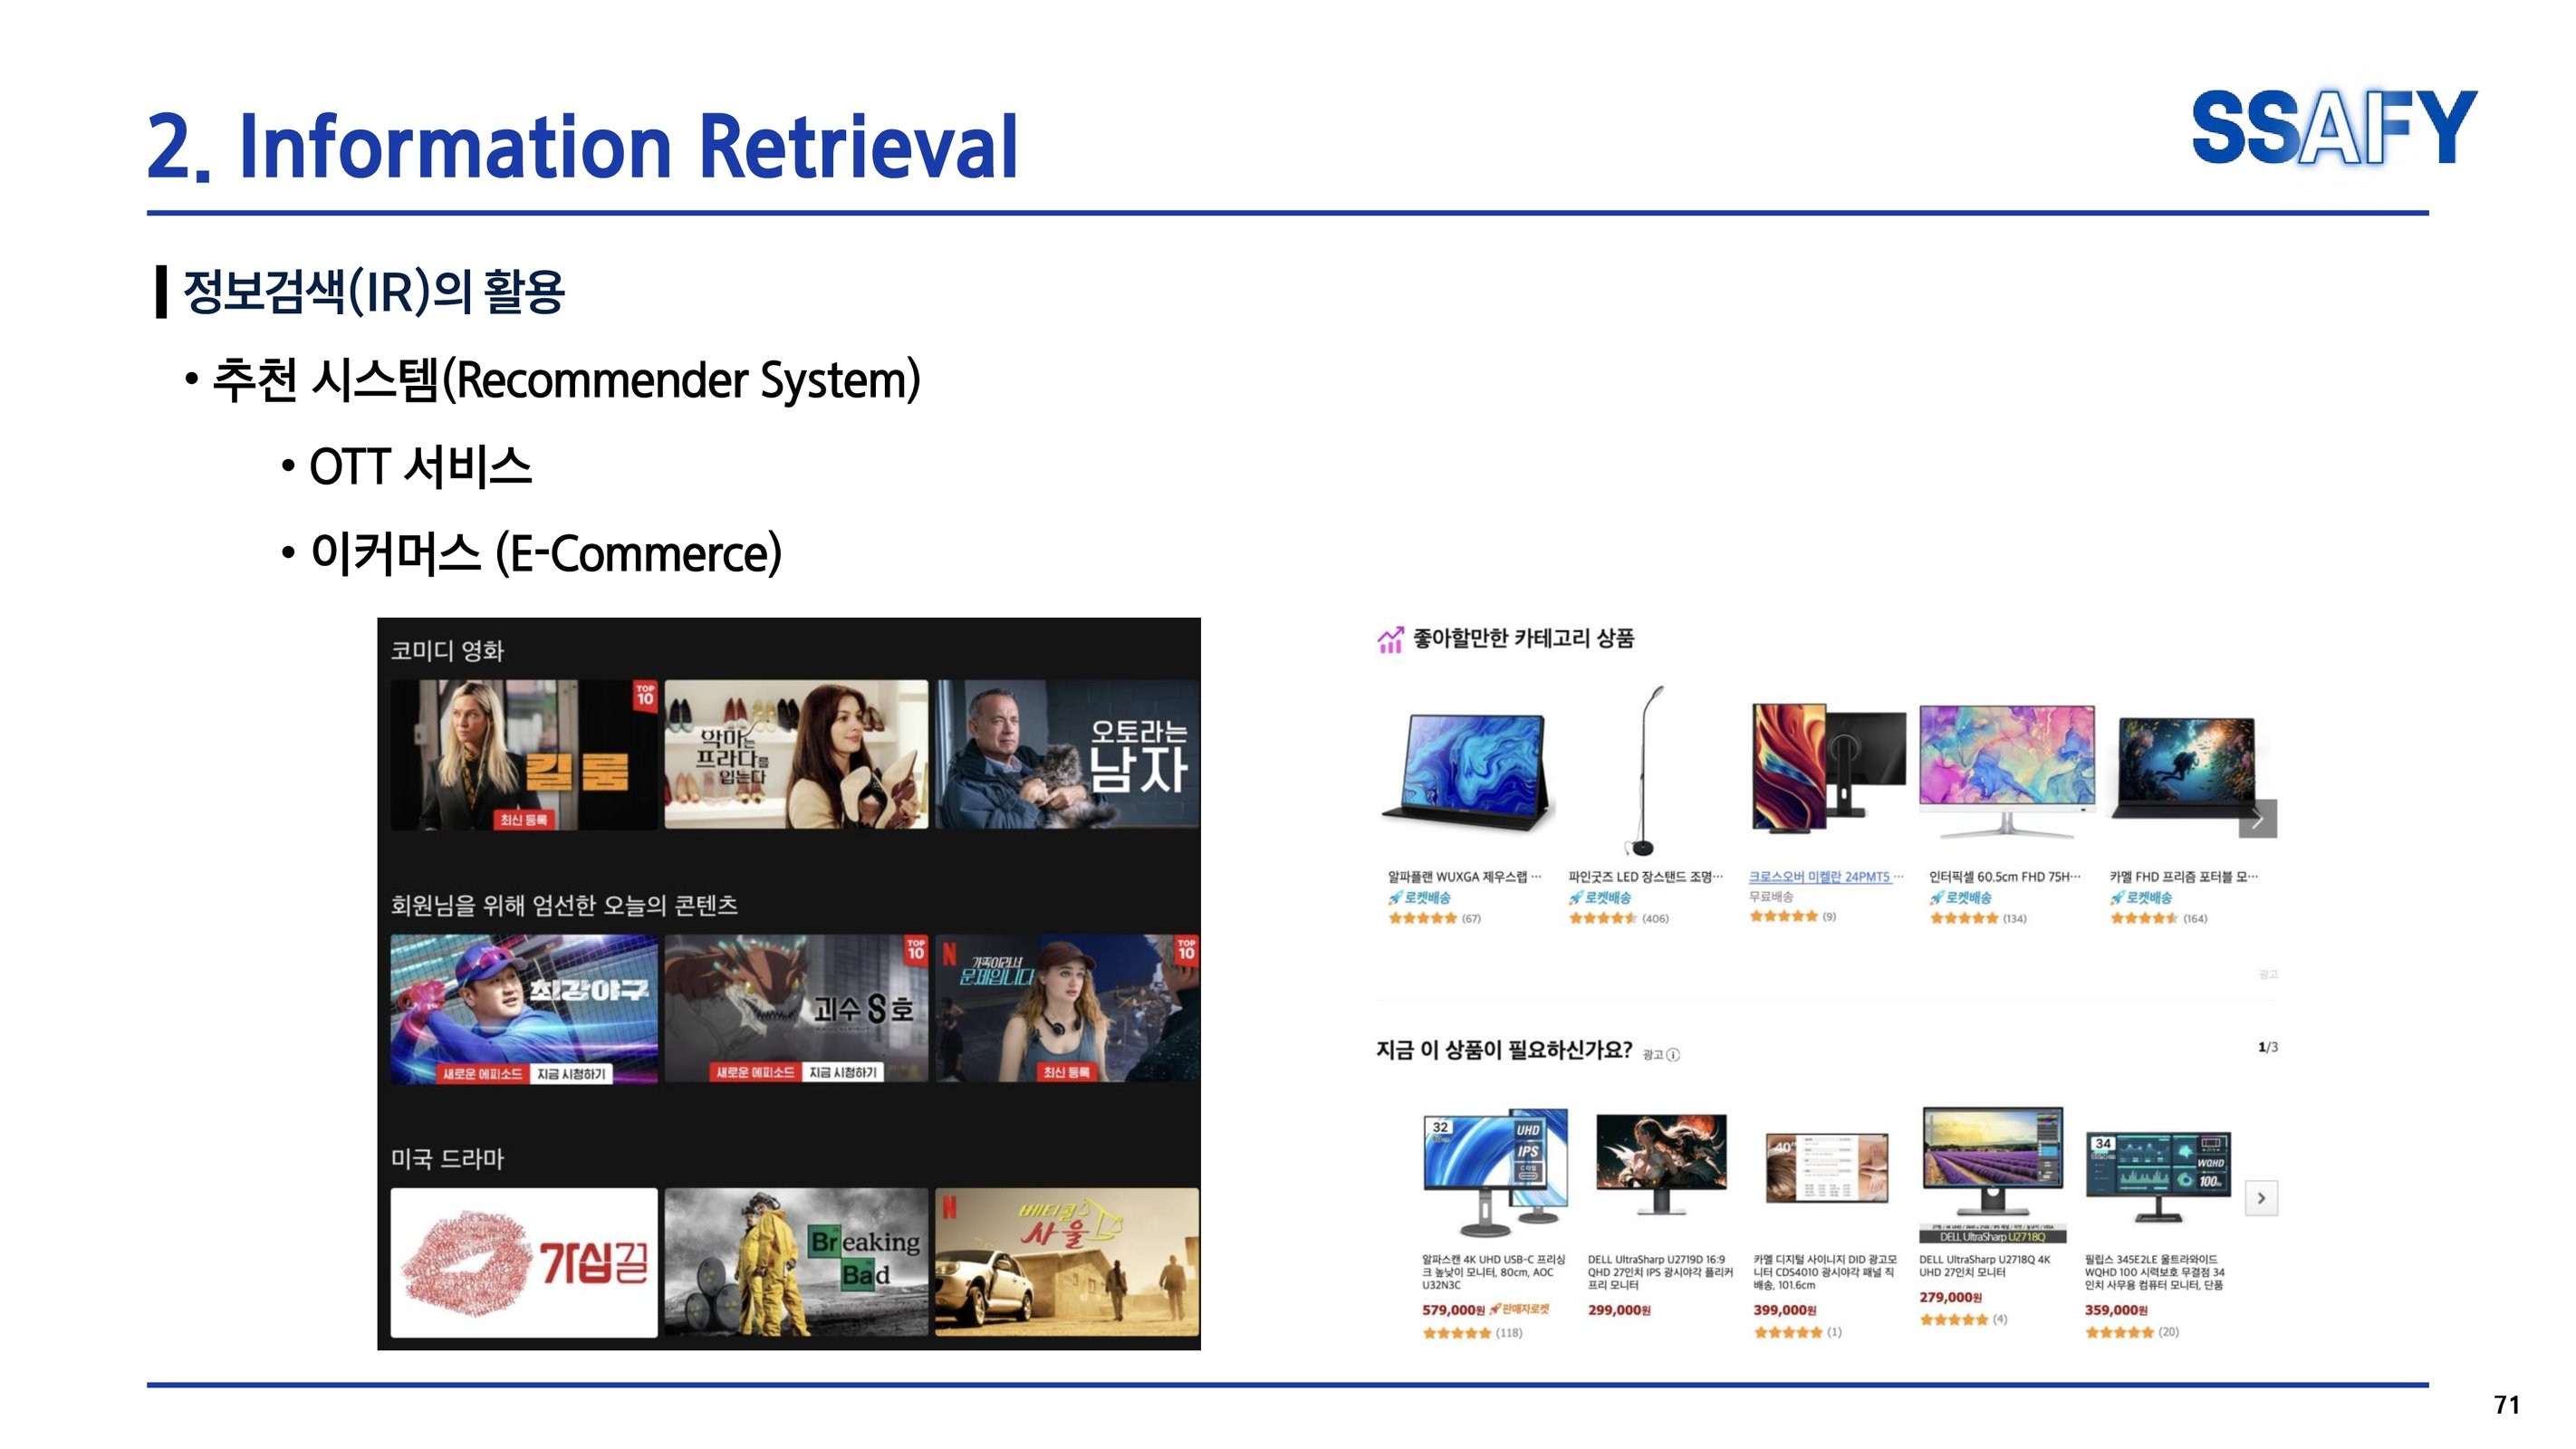 2. Information Retrieval
SSAFY
정보검색(IR)의 활용
• 추천 시스템(Recommender System)
• OTT 서비스
• 이커머스 (E-Commerce)
코미디 영화
TOP 10
킬 룸
최신 등록
악마는
프라다를
입는다
오토라는
남자
회원님을 위해 엄선한 오늘의 콘텐츠
최강야구
새로운 에피소드 지금 시청하기
TOP 10
괴수 8호
새로운 에피소드 지금 시청하기
N
TOP 10
가족이라서
문제입니다
최신 등록
미국 드라마
가십걸
Breaking
Bad
N
베터 콜
사울
좋아할만한 카테고리 상품
알파플랜 WUXGA 제우스랩 ···
로켓배송
(67)
파인굿즈 LED 장스탠드 조명···
로켓배송
(406)
크로스오버 미켈란 24PMT5 ···
무료배송
(9)
인터픽셀 60.5cm FHD 75H···
로켓배송
(134)
카멜 FHD 프리즘 포터블 모···
로켓배송
(164)
광고
지금 이 상품이 필요하신가요? 광고
1/3
32
UHD
IPS
알파스캔 4K UHD USB-C 프리싱
크 높낮이 모니터, 80cm, AOC
U32N3C
579,000원 판매자로켓
(118)
DELL UltraSharp U2719D 16:9
QHD 27인치 IPS 광시야각 플리커
프리 모니터
299,000원
40"
카멜 디지털 사이니지 DID 광고모
니터 CDS4010 광시야각 패널 직
배송, 101.6cm
399,000원
(1)
DELL UltraSharp U2718Q
DELL UltraSharp U2718Q 4K
UHD 27인치 모니터
279,000원
(4)
34
WQHD
100
필립스 345E2LE 울트라와이드
WQHD 100 시력보호 무결점 34
인치 사무용 컴퓨터 모니터, 단품
359,000원
(20)
71